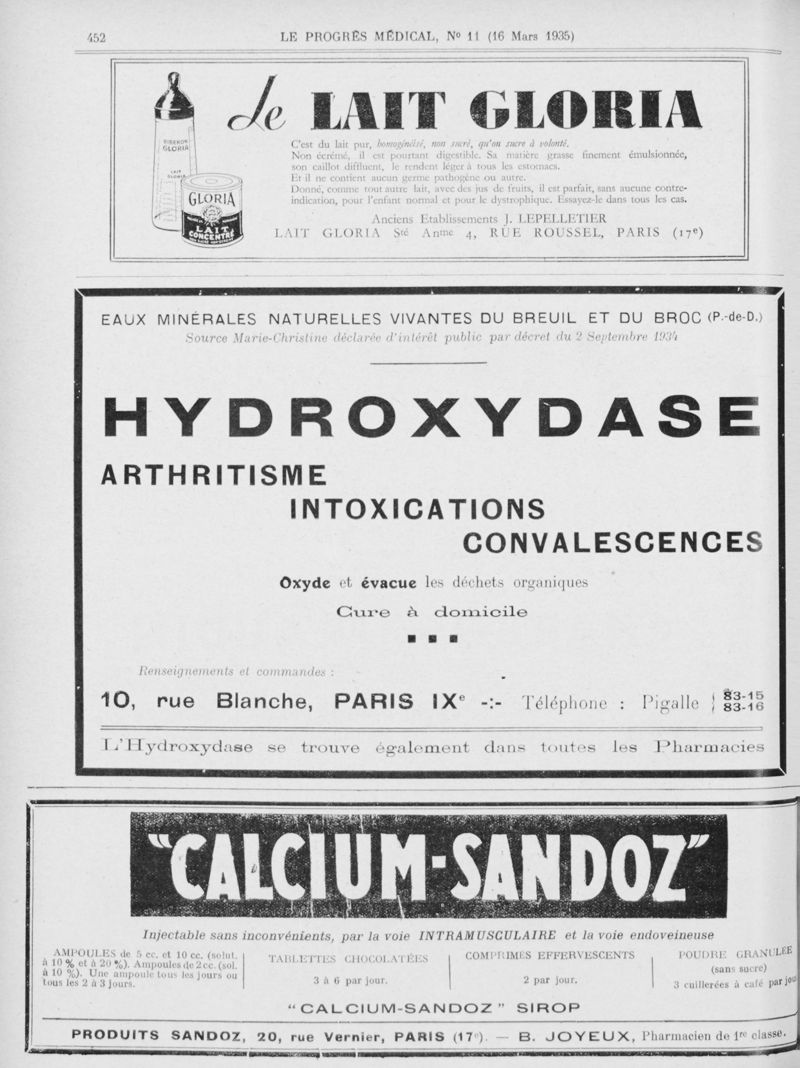 452
LE PROGRÈS MÉDICAL, No 11 (16 Mars 1935)
BIBERON
GLORIA
LAIT
GLORIA
GLORIA
LAIT
CONCENTRÉ
Le LAIT GLORIA
C'est du lait pur, homogénéisé, non sucré, qu'on sucre à volonté.
Non écrémé, il est pourtant digestible. Sa matière grasse finement émulsionnée,
son caillot diffluent, le rendent léger à tous les estomacs.
Et il ne contient aucun germe pathogène ou autre.
Donné, comme tout autre lait, avec des jus de fruits, il est parfait, sans aucune contre-
indication, pour l'enfant normal et pour le dystrophique. Essayez-le dans tous les cas.
Anciens Etablissements J. LEPELLETIER
LAIT GLORIA Sté Anme 4, RUE ROUSSEL, PARIS (17e)
EAUX MINÉRALES NATURELLES VIVANTES DU BREUIL ET DU BROC (P.-de-D.)
Source Marie-Christine déclarée d'intérêt public par décret du 2 Septembre 1934
HYDROXYDASE
ARTHRITISME
INTOXICATIONS
CONVALESCENCES
Oxyde et évacue les déchets organiques
Cure à domicile
Renseignements et commandes :
10, rue Blanche, PARIS IXe -:- Téléphone : Pigalle { 83-15
83-16
L'Hydroxydase se trouve également dans toutes les Pharmacies
"CALCIUM-SANDOZ"
Injectable sans inconvénients, par la voie INTRAMUSCULAIRE et la voie endoveineuse
AMPOULES de 5 cc. et 10 cc. (solut.
à 10 % et à 20 %). Ampoules de 2 cc. (sol.
à 10 %). Une ampoule tous les jours ou
tous les 2 à 3 jours.
TABLETTES CHOCOLATÉES
3 à 6 par jour.
COMPRIMES EFFERVESCENTS
2 par jour.
POUDRE GRANULÉE
(sans sucre)
3 cuillerées à café par jour
"CALCIUM-SANDOZ" SIROP
PRODUITS SANDOZ, 20, rue Vernier, PARIS (17e). — B. JOYEUX, Pharmacien de 1re classe.